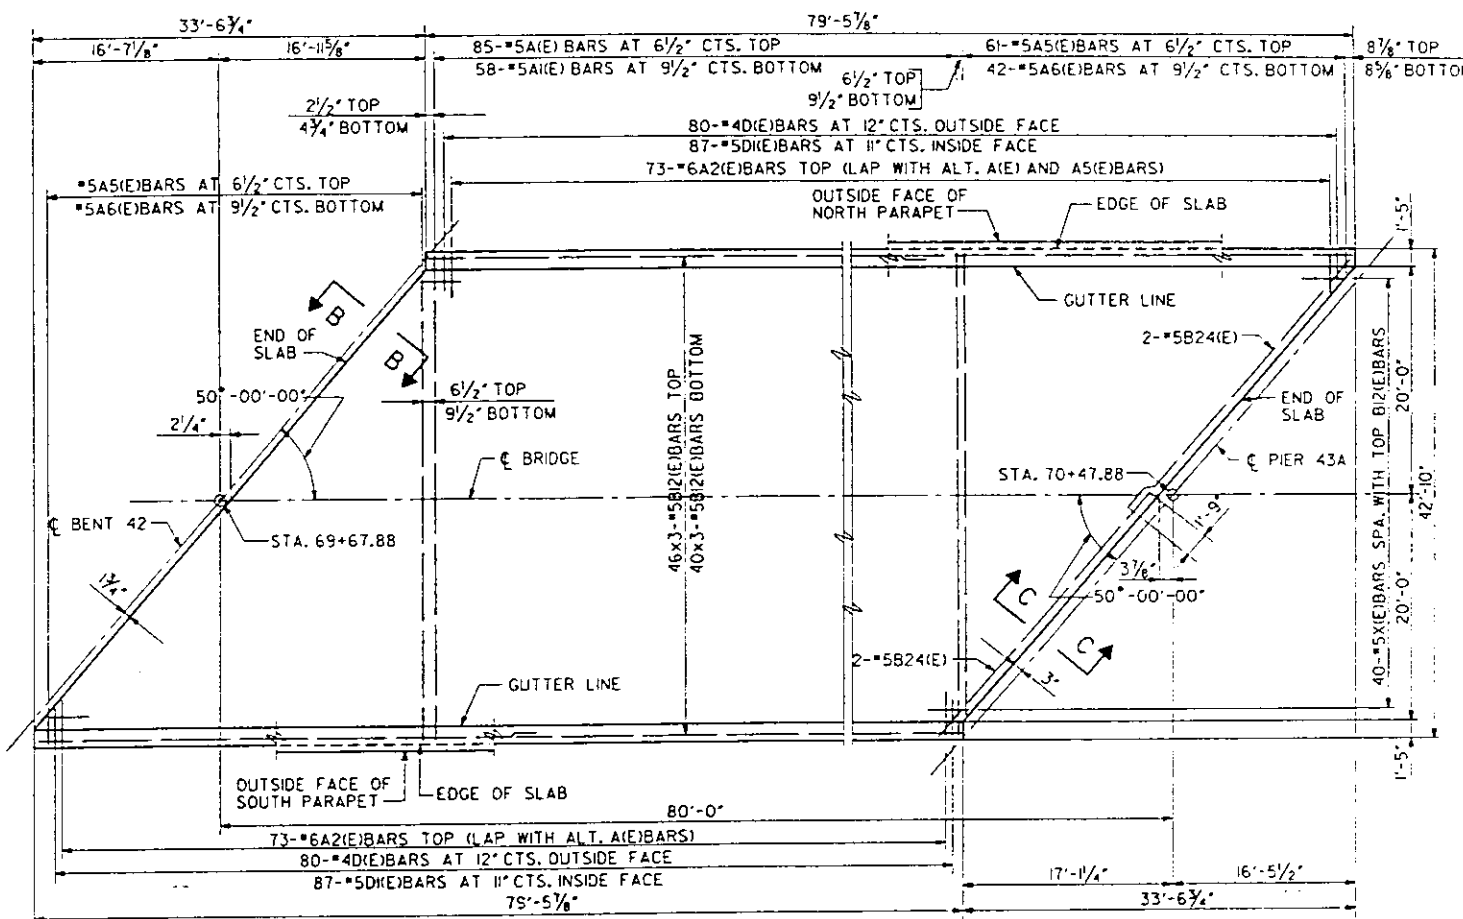 33'-6¾"
79'-5⅞"
16'-7⅛"
16'-11⅝"
85-#5A(E) BARS AT 6½" CTS. TOP
58-#5A1(E) BARS AT 9½" CTS. BOTTOM
61-#5A5(E)BARS AT 6½" CTS. TOP
42-#5A6(E)BARS AT 9½" CTS. BOTTOM
8⅞" TOP
8⅝" BOTTOM
6½" TOP
9½" BOTTOM
2½" TOP
4¾" BOTTOM
80-#4D(E)BARS AT 12" CTS. OUTSIDE FACE
87-#5D1(E)BARS AT 11" CTS. INSIDE FACE
73-#6A2(E)BARS TOP (LAP WITH ALT. A(E) AND A5(E)BARS)
#5A5(E)BARS AT 6½" CTS. TOP
#5A6(E)BARS AT 9½" CTS. BOTTOM
OUTSIDE FACE OF
NORTH PARAPET
EDGE OF SLAB
1'-5"
GUTTER LINE
B
B
END OF
SLAB
2-#5B24(E)
50°-00'-00"
6½" TOP
9½" BOTTOM
46x3-#5B12(E)BARS TOP
40x3-#5B12(E)BARS BOTTOM
END OF
SLAB
40-#5X(E)BARS SPA. WITH TOP B12(E)BARS
20'-0"
42'-10"
2¼"
℄ BRIDGE
℄ PIER 43A
STA. 70+47.88
℄ BENT 42
STA. 69+67.88
1'-9"
3⅞"
50°-00'-00"
1¾"
C
C
20'-0"
2-#5B24(E)
3"
GUTTER LINE
1'-5"
OUTSIDE FACE OF
SOUTH PARAPET
EDGE OF SLAB
80'-0"
73-#6A2(E)BARS TOP (LAP WITH ALT. A(E)BARS)
80-#4D(E)BARS AT 12" CTS. OUTSIDE FACE
87-#5D1(E)BARS AT 11" CTS. INSIDE FACE
17'-1¼"
16'-5½"
79'-5⅞"
33'-6¾"